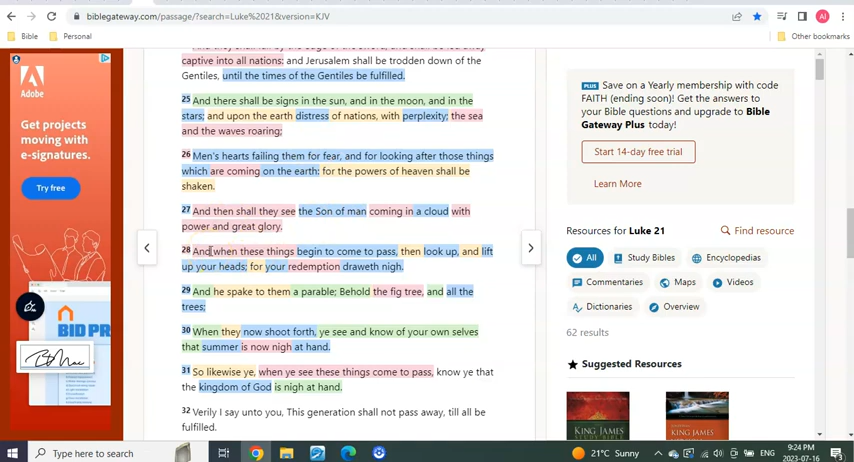 biblegateway.com/passage/?search=Luke%2021&version=KJV
Bible
Personal
Other bookmarks
Adobe
Get projects
moving with
e-signatures.
Try free
BID PR
captive into all nations: and Jerusalem shall be trodden down of the
Gentiles, until the times of the Gentiles be fulfilled.
25 And there shall be signs in the sun, and in the moon, and in the
stars; and upon the earth distress of nations, with perplexity; the sea
and the waves roaring;
26 Men's hearts failing them for fear, and for looking after those things
which are coming on the earth: for the powers of heaven shall be
shaken.
27 And then shall they see the Son of man coming in a cloud with
power and great glory.
28 And when these things begin to come to pass, then look up, and lift
up your heads; for your redemption draweth nigh.
29 And he spake to them a parable; Behold the fig tree, and all the
trees;
30 When they now shoot forth, ye see and know of your own selves
that summer is now nigh at hand.
31 So likewise ye, when ye see these things come to pass, know ye that
the kingdom of God is nigh at hand.
32 Verily I say unto you, This generation shall not pass away, till all be
fulfilled.
PLUS Save on a Yearly membership with code
FAITH (ending soon)! Get the answers to
your Bible questions and upgrade to Bible
Gateway Plus today!
Start 14-day free trial
Learn More
Resources for Luke 21
Find resource
All
Study Bibles
Encyclopedias
Commentaries
Maps
Videos
Dictionaries
Overview
62 results
Suggested Resources
KING JAMES
KING JAMES
Type here to search
21°C Sunny
ENG
9:24 PM
2023-07-16